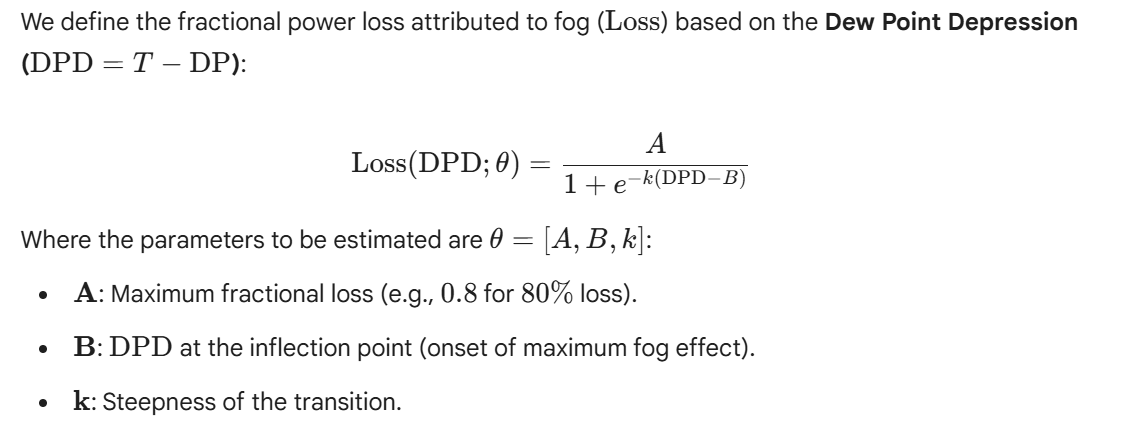 We define the fractional power loss attributed to fog (Loss) based on the Dew Point Depression
(DPD = T − DP):
Loss(DPD; θ) = A / (1 + e^{−k(DPD−B)})
Where the parameters to be estimated are θ = [A, B, k]:
• A: Maximum fractional loss (e.g., 0.8 for 80% loss).
• B: DPD at the inflection point (onset of maximum fog effect).
• k: Steepness of the transition.